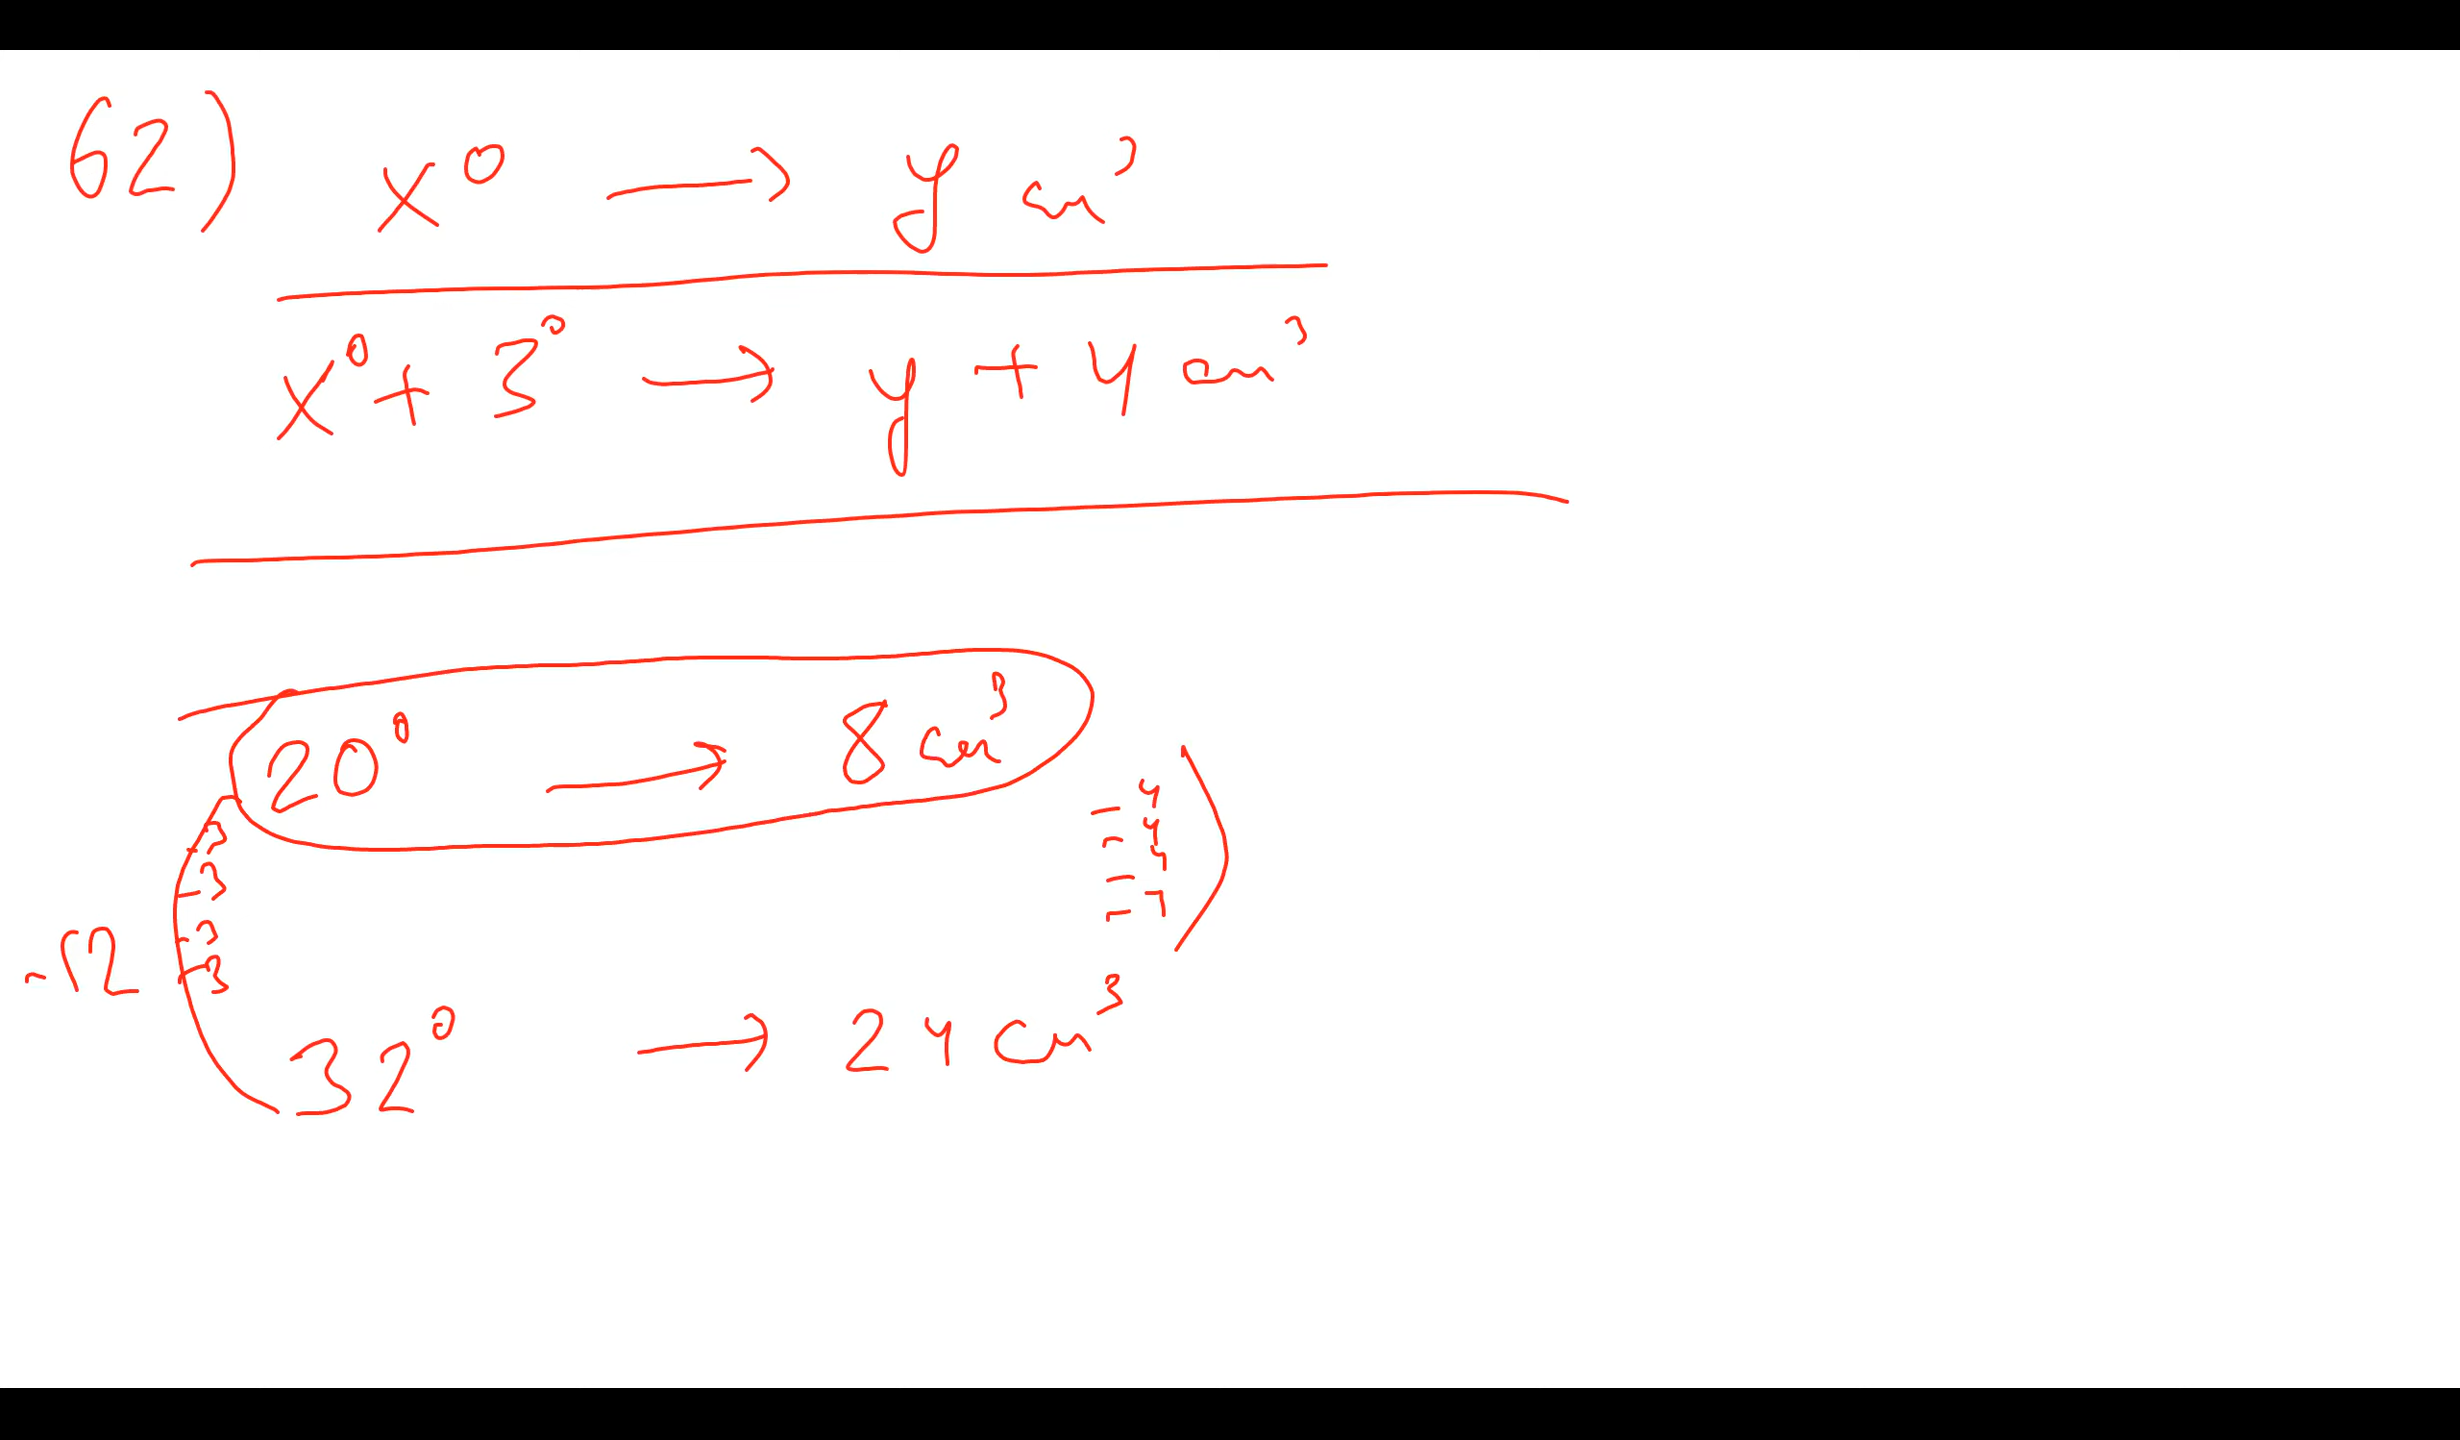 62) x° → y cm³
x° + 3° → y + 4 cm³
20° → 8 cm³
-3 -4
-3 -4
-3 -4
-12 -3
32° → 24 cm³